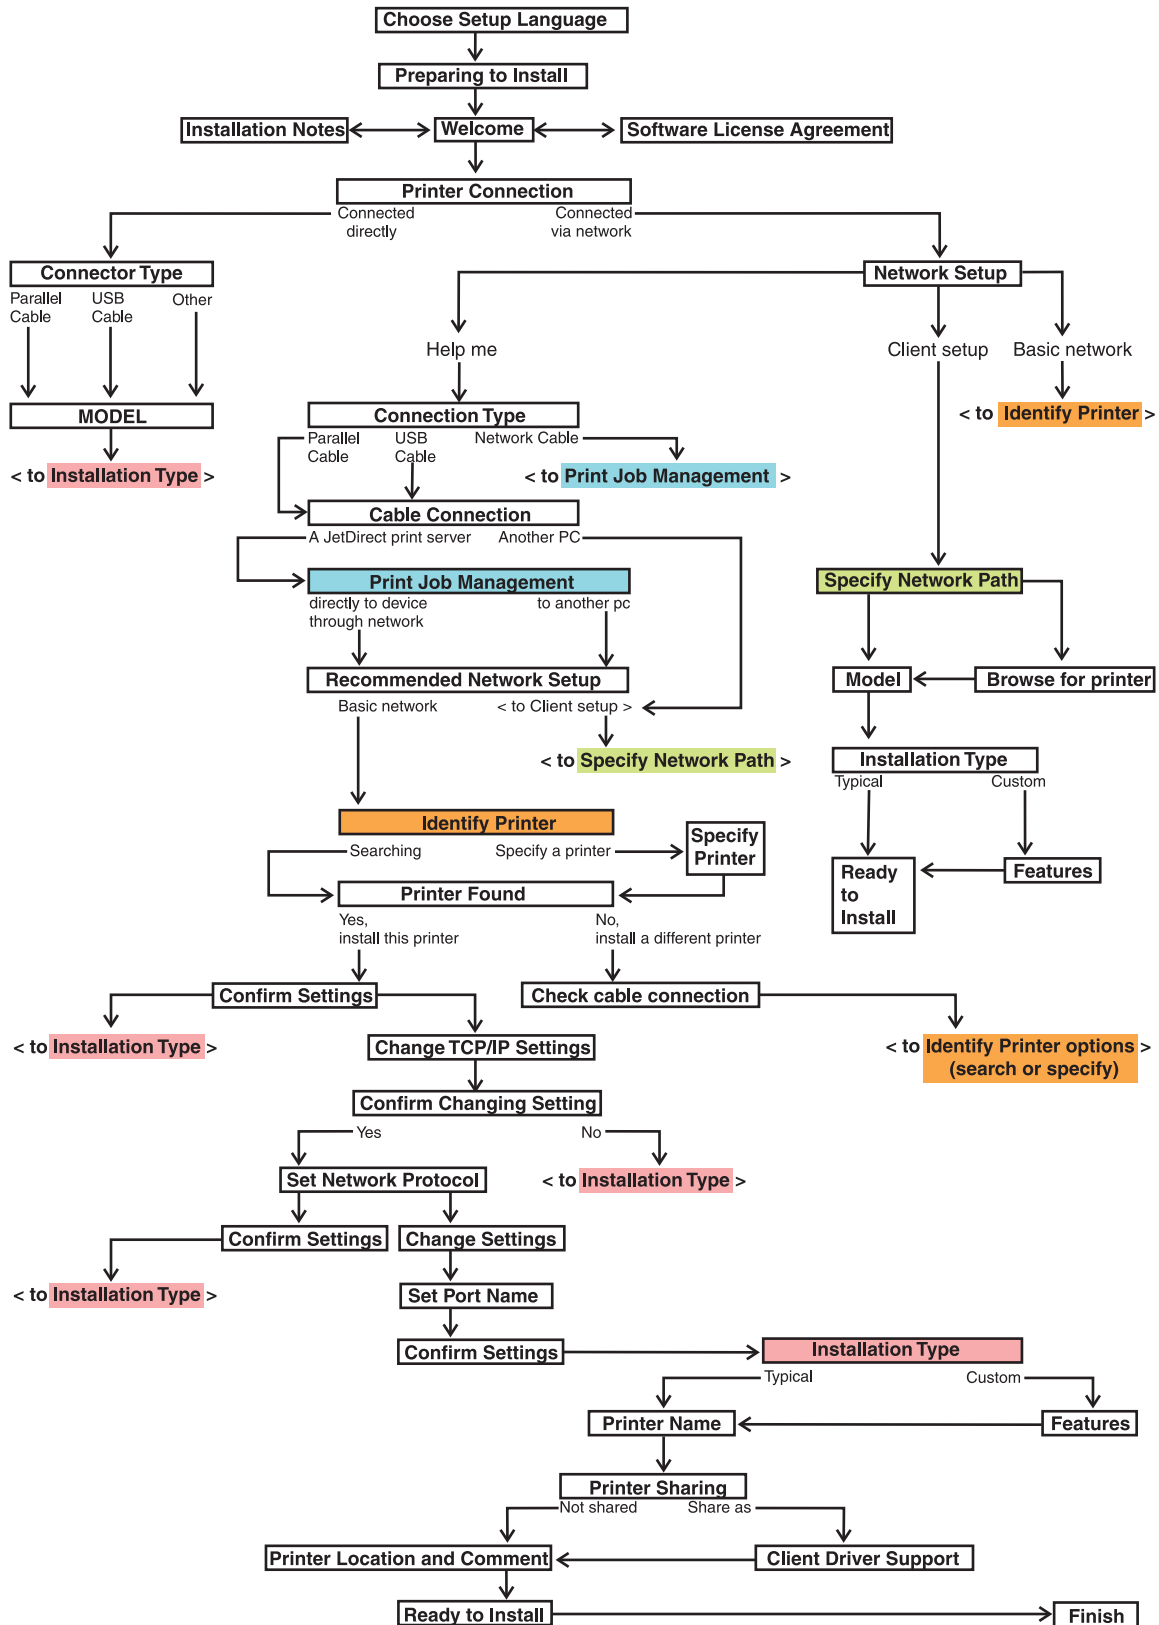 Choose Setup Language
Preparing to Install
Installation Notes
Welcome
Software License Agreement
Printer Connection
Connected
directly
Connected
via network
Connector Type
Network Setup
Parallel
Cable
USB
Cable
Other
Help me
Client setup
Basic network
MODEL
Connection Type
< to Identify Printer >
Parallel
Cable
USB
Cable
Network Cable
< to Installation Type >
< to Print Job Management >
Cable Connection
A JetDirect print server
Another PC
Print Job Management
Specify Network Path
directly to device
through network
to another pc
Recommended Network Setup
Model
Browse for printer
Basic network
< to Client setup >
< to Specify Network Path >
Installation Type
Typical
Custom
Identify Printer
Specify
Printer
Searching
Specify a printer
Ready
to
Install
Features
Printer Found
Yes,
install this printer
No,
install a different printer
Confirm Settings
Check cable connection
< to Installation Type >
Change TCP/IP Settings
< to Identify Printer options >
(search or specify)
Confirm Changing Setting
Yes
No
Set Network Protocol
< to Installation Type >
Confirm Settings
Change Settings
< to Installation Type >
Set Port Name
Confirm Settings
Installation Type
Typical
Custom
Printer Name
Features
Printer Sharing
Not shared
Share as
Printer Location and Comment
Client Driver Support
Ready to Install
Finish